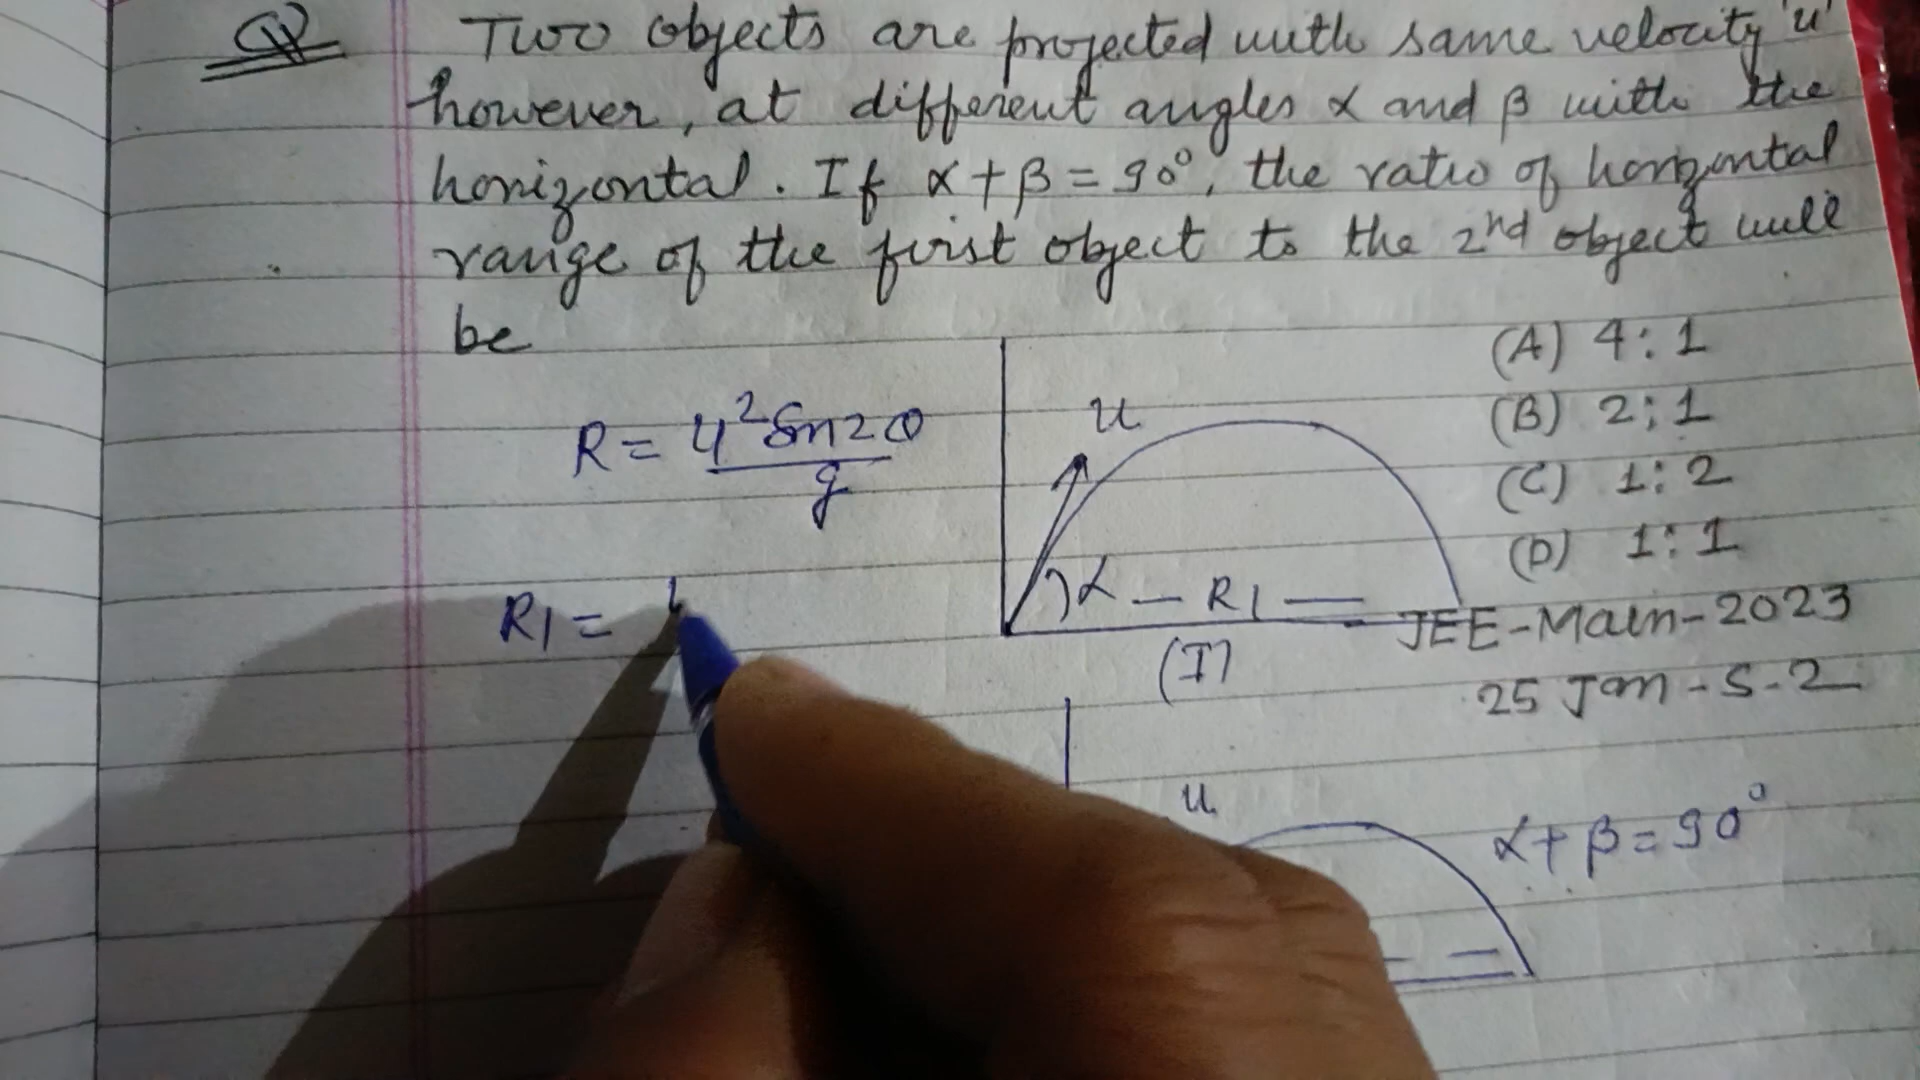 Q
Two objects are projected with same velocity 'u'
however, at different angles α and β with the
horizontal. If α+β=90°, the ratio of horizontal
range of the first object to the 2nd object will
be
(A) 4:1
(B) 2:1
(C) 1:2
(D) 1:1
JEE-Main-2023
25 Jan-S-2
R = u²Sin2θ
g
u
α — R1 —
(I)
R1 =
u
α+β=90°